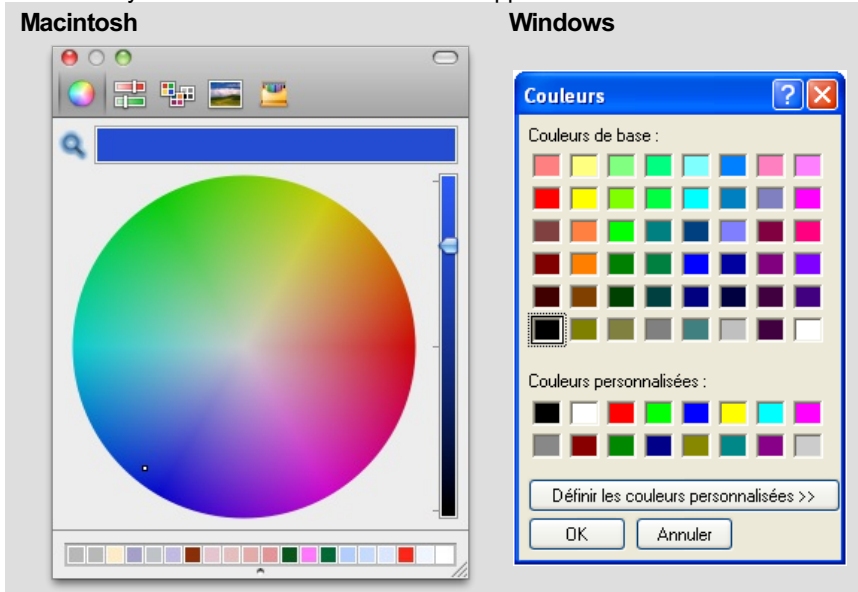 Macintosh
Windows
Couleurs
Couleurs de base :
Couleurs personnalisées :
Définir les couleurs personnalisées >>
OK
Annuler